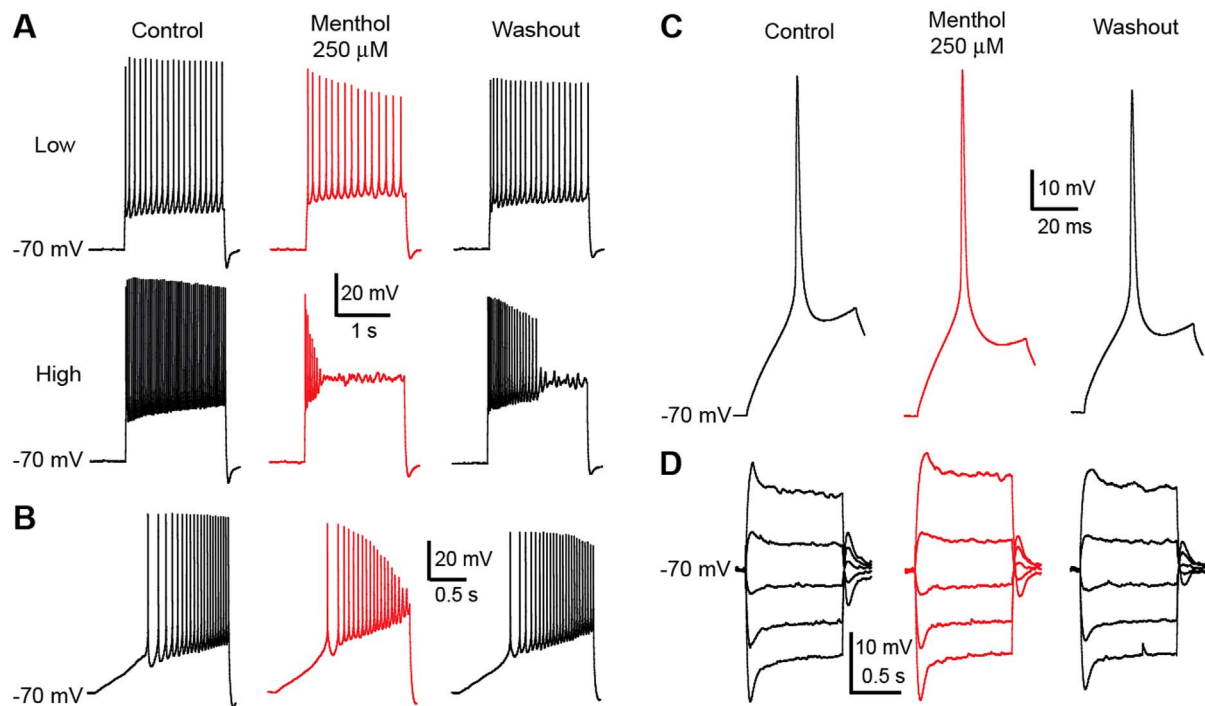 A
Control
Menthol
250 μM
Washout
Low
-70 mV
High
20 mV
1 s
-70 mV
B
20 mV
0.5 s
-70 mV
C
Control
Menthol
250 μM
Washout
10 mV
20 ms
-70 mV
D
-70 mV
10 mV
0.5 s